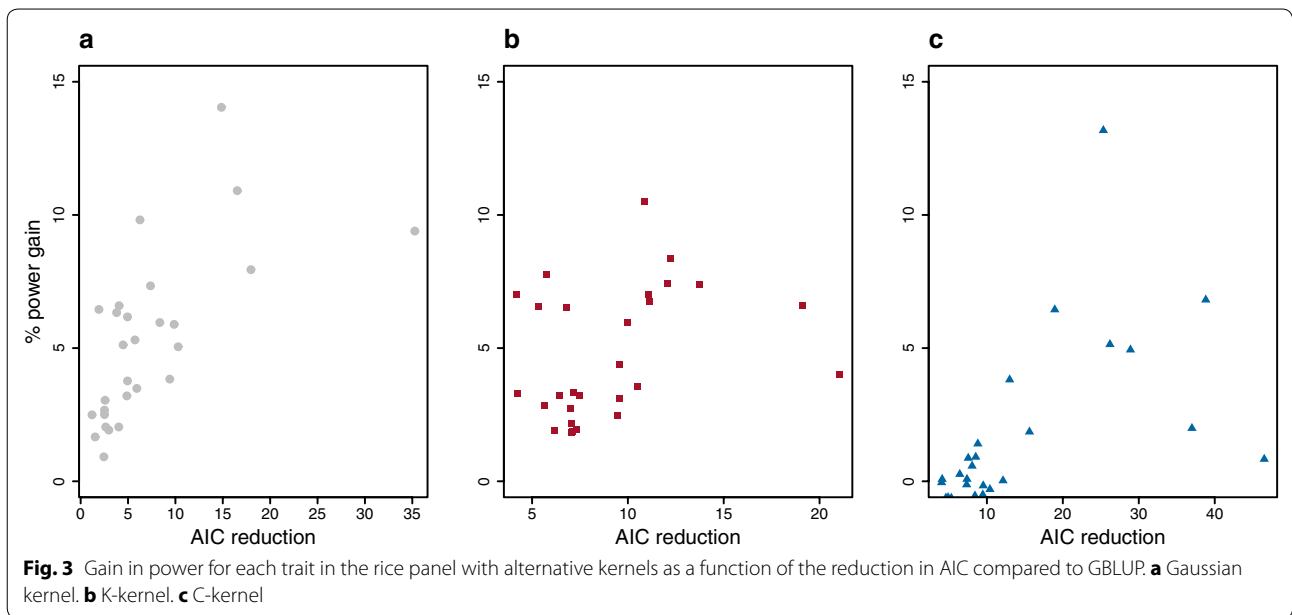 a
b
c
% power gain
15
10
5
0
0 5 10 15 20 25 30 35
AIC reduction
15
10
5
0
5 10 15 20
AIC reduction
15
10
5
0
10 20 30 40
AIC reduction
Fig. 3 Gain in power for each trait in the rice panel with alternative kernels as a function of the reduction in AIC compared to GBLUP. a Gaussian
kernel. b K-kernel. c C-kernel